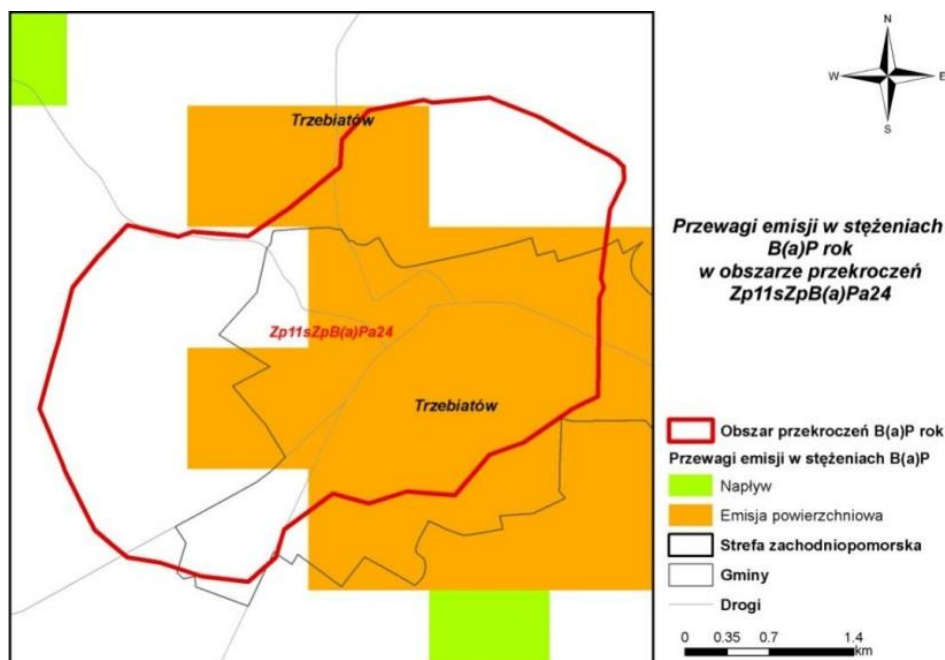 N
W
E
S
Trzebiatów
Zp11sZpB(a)Pa24
Trzebiatów
Przewagi emisji w stężeniach
B(a)P rok
w obszarze przekroczeń
Zp11sZpB(a)Pa24
Obszar przekroczeń B(a)P rok
Przewagi emisji w stężeniach B(a)P
Napływ
Emisja powierzchniowa
Strefa zachodniopomorska
Gminy
Drogi
0 0.35 0.7 1.4
km